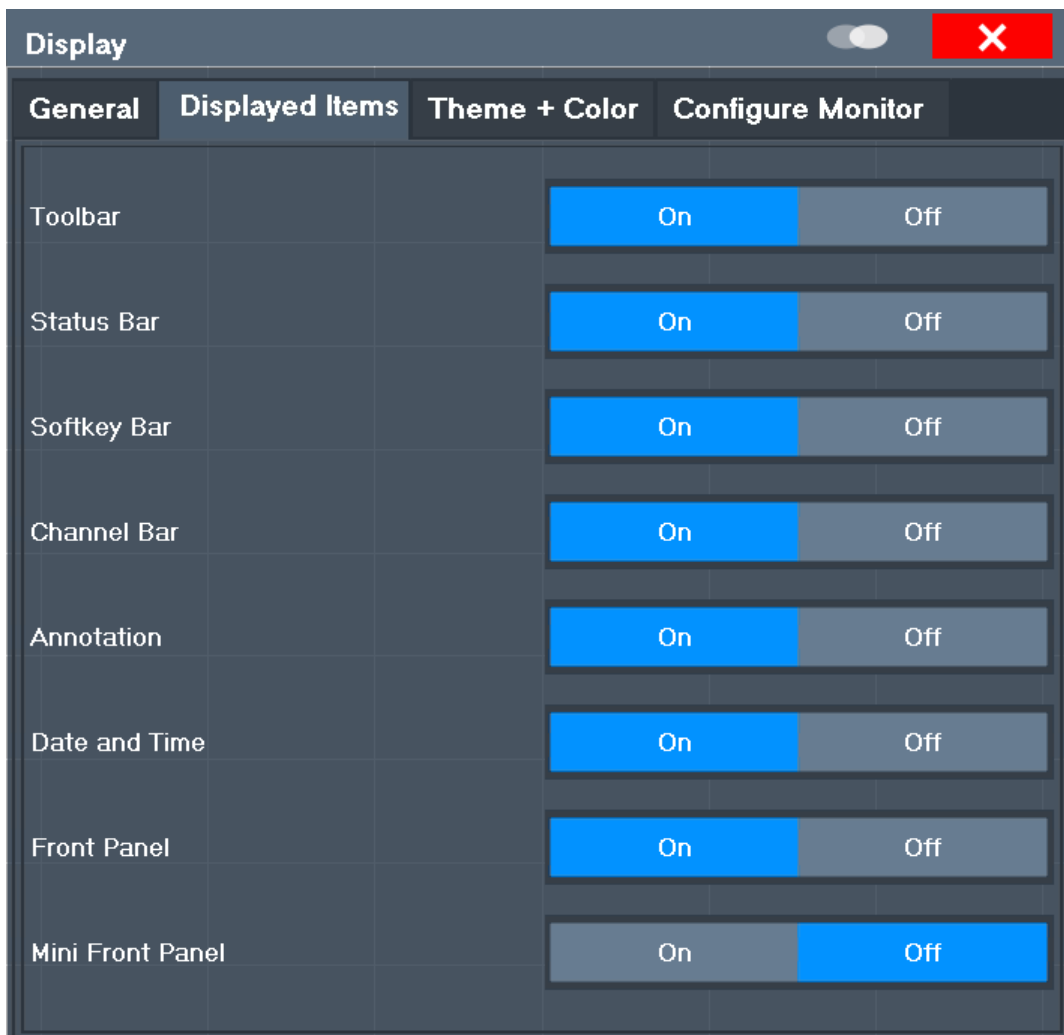 Display
General Displayed Items Theme + Color Configure Monitor
Toolbar On Off
Status Bar On Off
Softkey Bar On Off
Channel Bar On Off
Annotation On Off
Date and Time On Off
Front Panel On Off
Mini Front Panel On Off